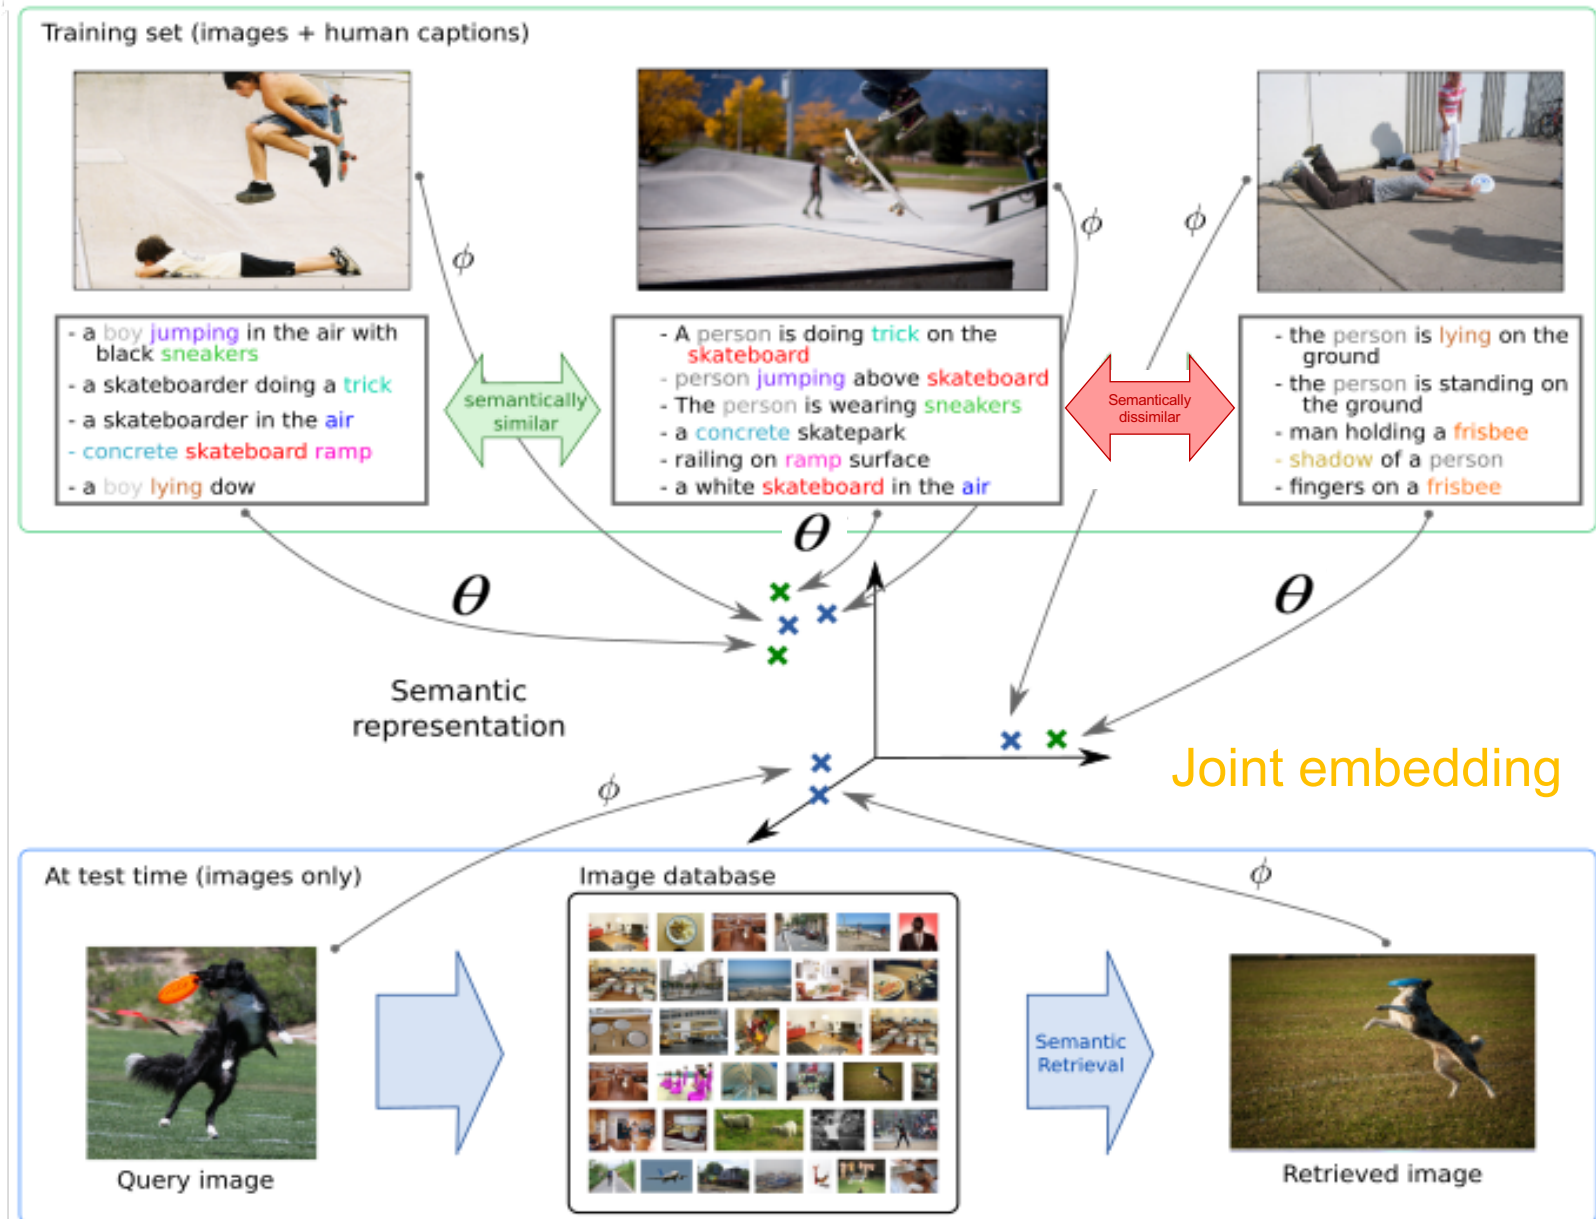 Training set (images + human captions)
ϕ
ϕ
ϕ
- a boy jumping in the air with
black sneakers
- a skateboarder doing a trick
- a skateboarder in the air
- concrete skateboard ramp
- a boy lying dow
semantically
similar
- A person is doing trick on the
skateboard
- person jumping above skateboard
- The person is wearing sneakers
- a concrete skatepark
- railing on ramp surface
- a white skateboard in the air
Semantically
dissimilar
- the person is lying on the
ground
- the person is standing on
the ground
- man holding a frisbee
- shadow of a person
- fingers on a frisbee
θ
θ
θ
Semantic
representation
Joint embedding
ϕ
ϕ
At test time (images only)
Image database
Semantic
Retrieval
Query image
Retrieved image